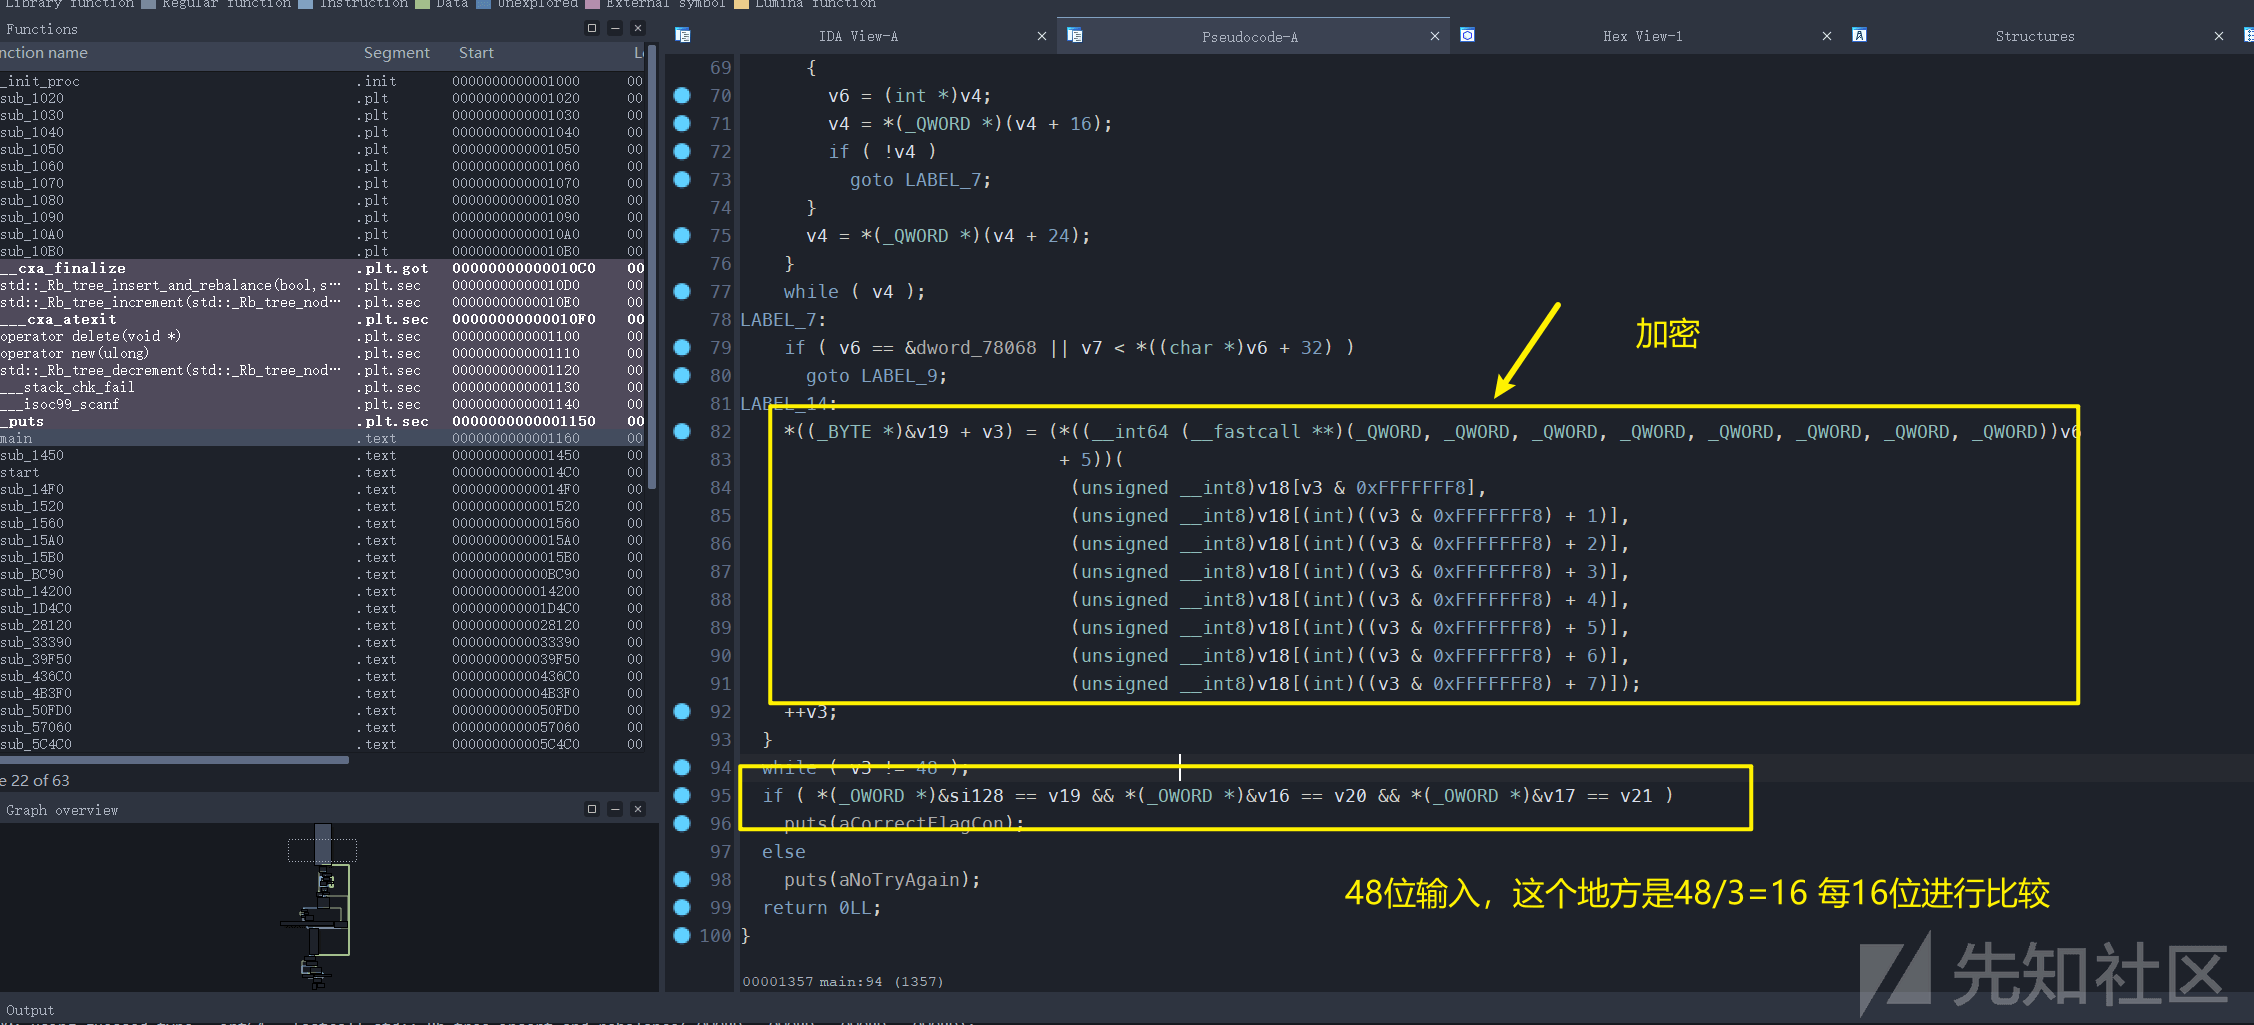 Library function Regular function Instruction Data Unexplored External symbol Lumina function
Functions
nction name Segment Start
_init_proc .init 0000000000001000 00
sub_1020 .plt 0000000000001020 00
sub_1030 .plt 0000000000001030 00
sub_1040 .plt 0000000000001040 00
sub_1050 .plt 0000000000001050 00
sub_1060 .plt 0000000000001060 00
sub_1070 .plt 0000000000001070 00
sub_1080 .plt 0000000000001080 00
sub_1090 .plt 0000000000001090 00
sub_10A0 .plt 00000000000010A0 00
sub_10B0 .plt 00000000000010B0 00
__cxa_finalize .plt.got 00000000000010C0 00
std::_Rb_tree_insert_and_rebalance(bool,s… .plt.sec 00000000000010D0 00
std::_Rb_tree_increment(std::_Rb_tree_nod… .plt.sec 00000000000010E0 00
___cxa_atexit .plt.sec 00000000000010F0 00
operator delete(void *) .plt.sec 0000000000001100 00
operator new(ulong) .plt.sec 0000000000001110 00
std::_Rb_tree_decrement(std::_Rb_tree_nod… .plt.sec 0000000000001120 00
___stack_chk_fail .plt.sec 0000000000001130 00
___isoc99_scanf .plt.sec 0000000000001140 00
_puts .plt.sec 0000000000001150 00
main .text 0000000000001160 00
sub_1450 .text 0000000000001450 00
start .text 00000000000014C0 00
sub_14F0 .text 00000000000014F0 00
sub_1520 .text 0000000000001520 00
sub_1560 .text 0000000000001560 00
sub_15A0 .text 00000000000015A0 00
sub_15B0 .text 00000000000015B0 00
sub_BC90 .text 000000000000BC90 00
sub_14200 .text 0000000000014200 00
sub_1D4C0 .text 000000000001D4C0 00
sub_28120 .text 0000000000028120 00
sub_33390 .text 0000000000033390 00
sub_39F50 .text 0000000000039F50 00
sub_436C0 .text 00000000000436C0 00
sub_4B3F0 .text 000000000004B3F0 00
sub_50FD0 .text 0000000000050FD0 00
sub_57060 .text 0000000000057060 00
sub_5C4C0 .text 000000000005C4C0 00
e 22 of 63
Graph overview
Output
IDA View-A Pseudocode-A Hex View-1 Structures
69 {
70 v6 = (int *)v4;
71 v4 = *(_QWORD *)(v4 + 16);
72 if ( !v4 )
73 goto LABEL_7;
74 }
75 v4 = *(_QWORD *)(v4 + 24);
76 }
77 while ( v4 );
78 LABEL_7:
79 if ( v6 == &dword_78068 || v7 < *((char *)v6 + 32) )
80 goto LABEL_9;
81 LABEL_14:
82 *((_BYTE *)&v19 + v3) = (*((__int64 (__fastcall **)(_QWORD, _QWORD, _QWORD, _QWORD, _QWORD, _QWORD, _QWORD, _QWORD))v6
83 + 5))(
84 (unsigned __int8)v18[v3 & 0xFFFFFFF8],
85 (unsigned __int8)v18[(int)((v3 & 0xFFFFFFF8) + 1)],
86 (unsigned __int8)v18[(int)((v3 & 0xFFFFFFF8) + 2)],
87 (unsigned __int8)v18[(int)((v3 & 0xFFFFFFF8) + 3)],
88 (unsigned __int8)v18[(int)((v3 & 0xFFFFFFF8) + 4)],
89 (unsigned __int8)v18[(int)((v3 & 0xFFFFFFF8) + 5)],
90 (unsigned __int8)v18[(int)((v3 & 0xFFFFFFF8) + 6)],
91 (unsigned __int8)v18[(int)((v3 & 0xFFFFFFF8) + 7)]);
92 ++v3;
93 }
94 while ( v3 != 48 );
95 if ( *(_OWORD *)&si128 == v19 && *(_OWORD *)&v16 == v20 && *(_OWORD *)&v17 == v21 )
96 puts(aCorrectFlagCon);
97 else
98 puts(aNoTryAgain);
99 return 0LL;
100 }
加密
48位输入，这个地方是48/3=16 每16位进行比较
00001357 main:94 (1357)
先知社区